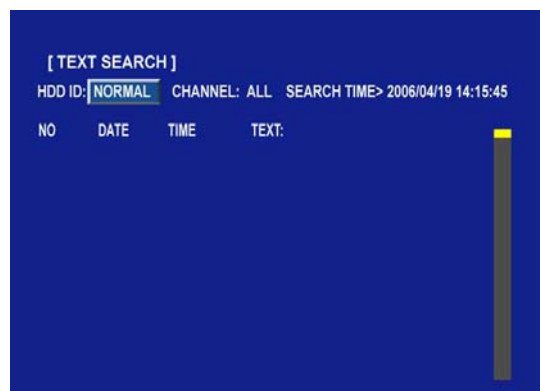 [ TEXT SEARCH ]
HDD ID: NORMAL CHANNEL: ALL SEARCH TIME> 2006/04/19 14:15:45
NO DATE TIME TEXT: